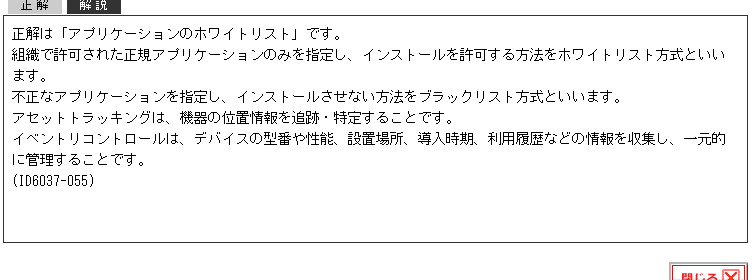 正解 解説
正解は「アプリケーションのホワイトリスト」です。
組織で許可された正規アプリケーションのみを指定し、インストールを許可する方法をホワイトリスト方式といい
ます。
不正なアプリケーションを指定し、インストールさせない方法をブラックリスト方式といいます。
アセットトラッキングは、機器の位置情報を追跡・特定することです。
イベントリコントロールは、デバイスの型番や性能、設置場所、導入時期、利用履歴などの情報を収集し、一元的
に管理することです。
(ID6037-055)
閉じる